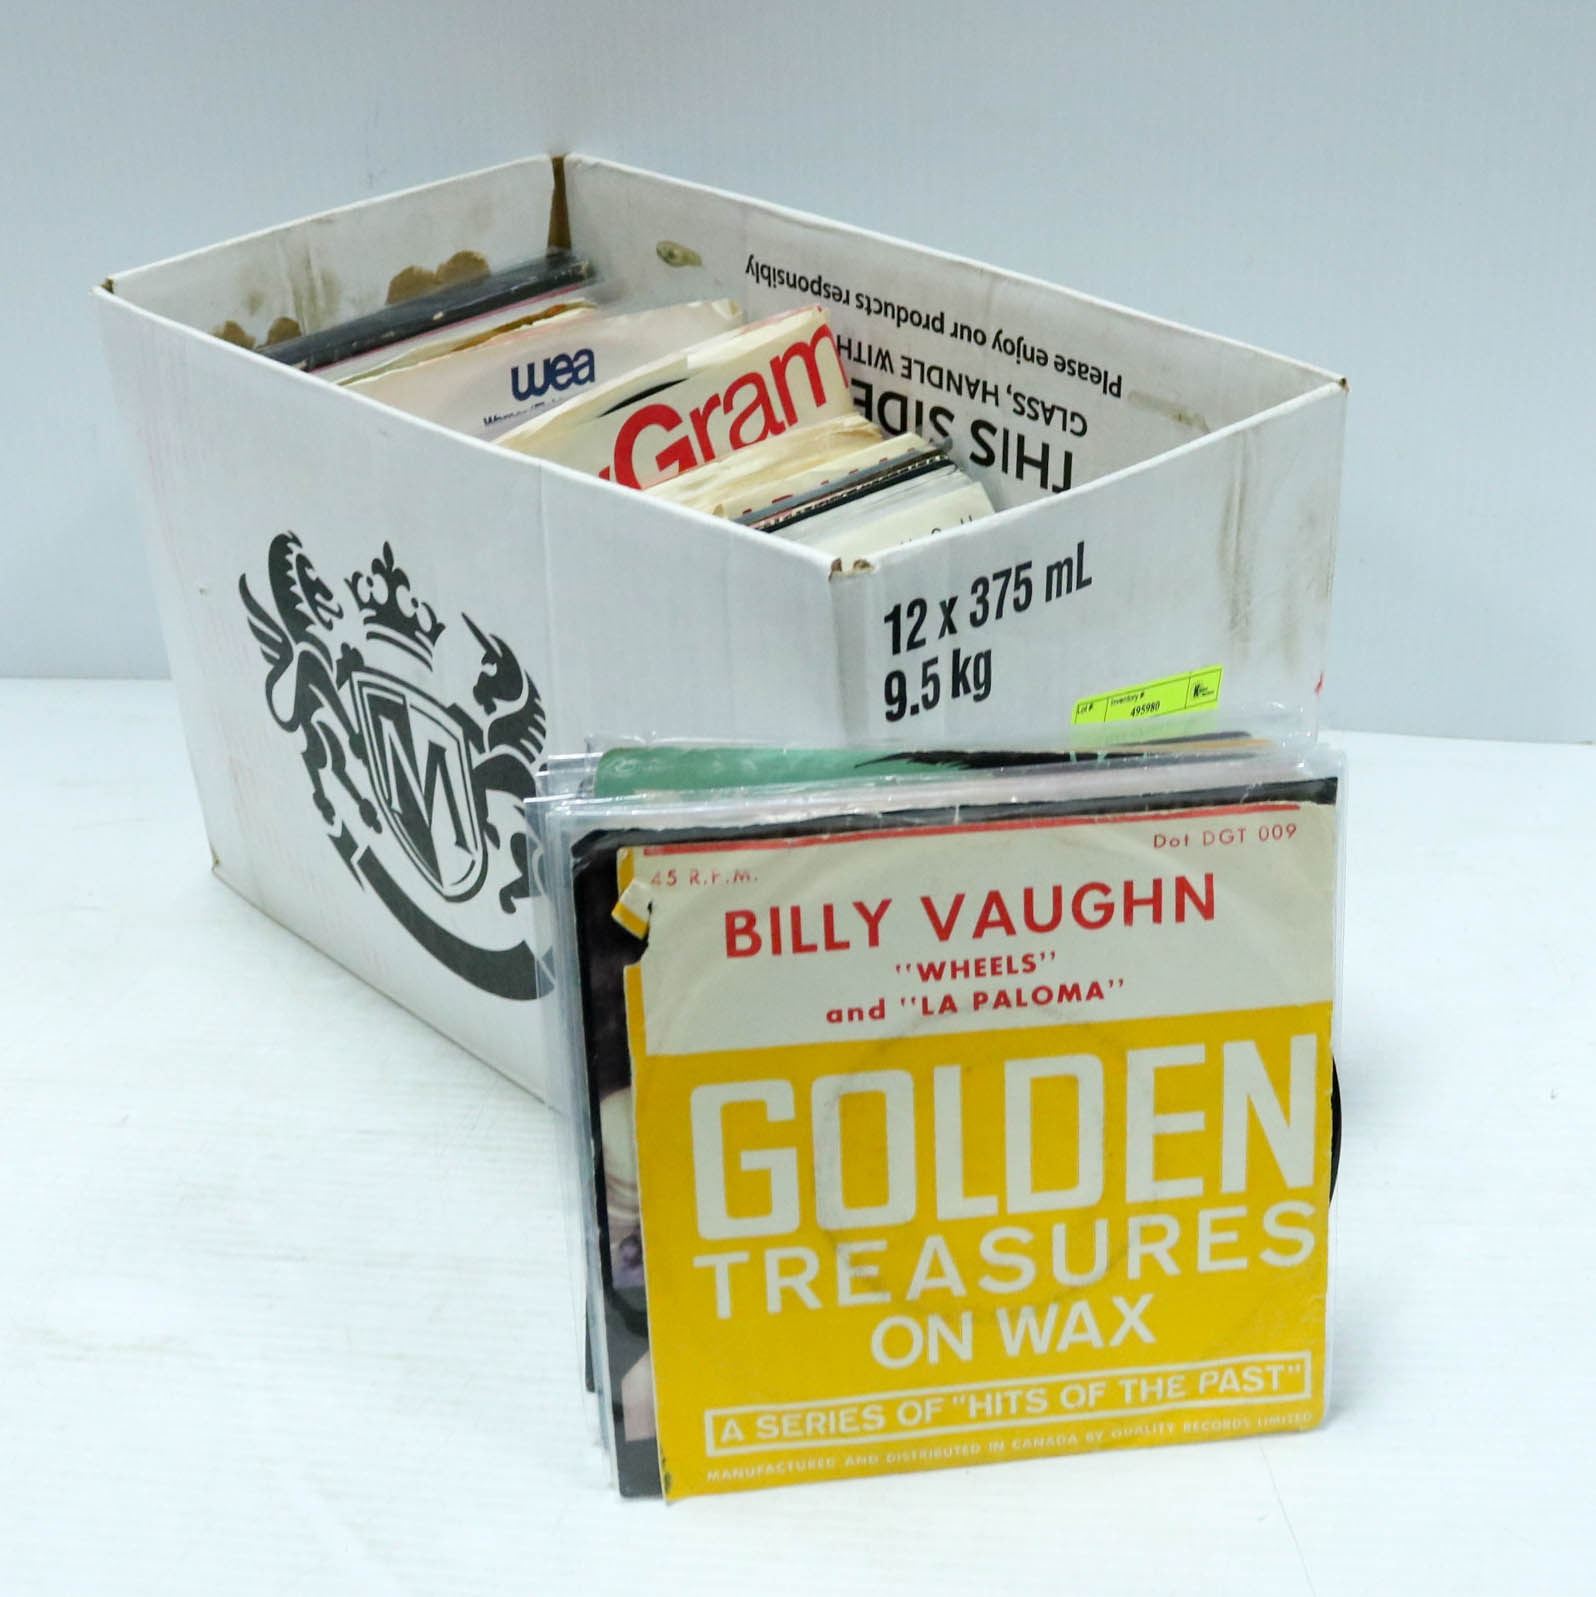 Please enjoy our products responsibly
GLASS, HANDLE WITH
THIS SIDE
wea
Gram
M
12 x 375 mL
9.5 kg
Lot # Inventory #
495980
Dot DGT 009
45 R.P.M.
BILLY VAUGHN
"WHEELS"
and "LA PALOMA"
GOLDEN
TREASURES
ON WAX
A SERIES OF "HITS OF THE PAST"
MANUFACTURED AND DISTRIBUTED IN CANADA BY QUALITY RECORDS LIMITED